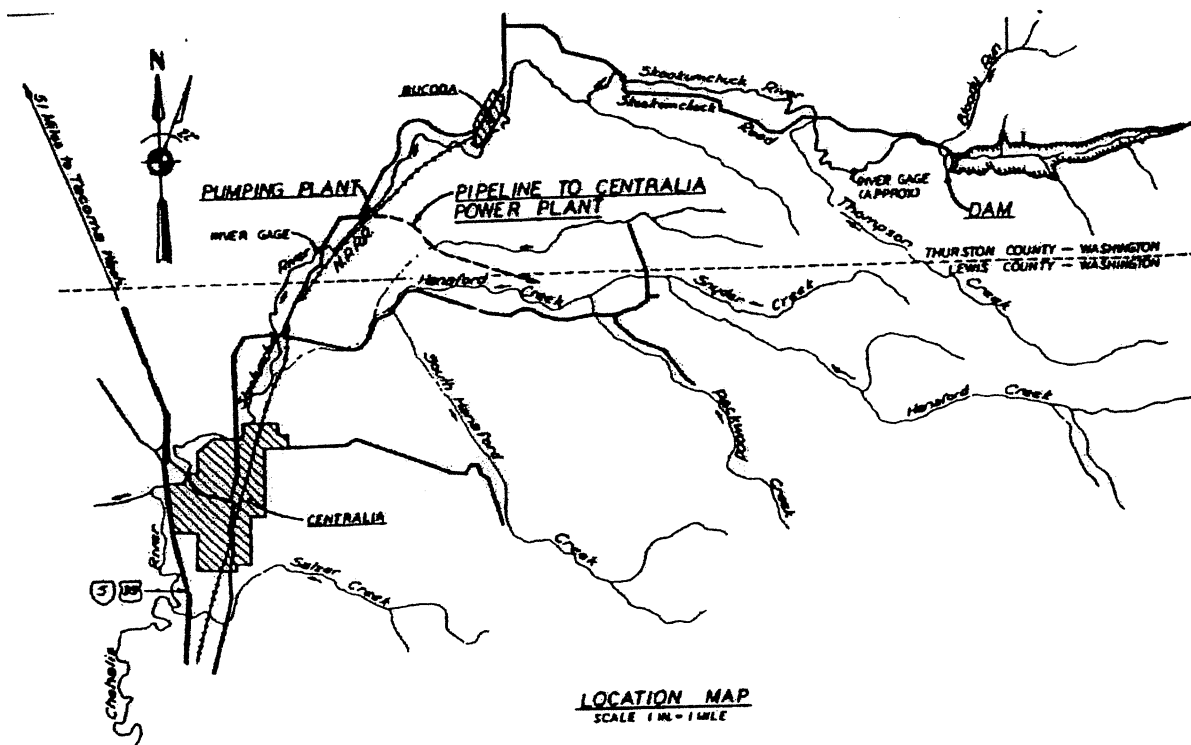 N
51 Miles to Tacoma
BUCODA
Skookumchuck
River
Skookumchuck
Road
Bloody Run
PUMPING PLANT
PIPELINE TO CENTRALIA
POWER PLANT
RIVER GAGE
(APPROX)
DAM
RIVER GAGE
River
N.P.R.R.
Thompson
Creek
THURSTON COUNTY - WASHINGTON
LEWIS COUNTY - WASHINGTON
Hanaford
Creek
Snyder
Creek
South Hanaford
Creek
Packwood
Creek
Hanaford
Creek
CENTRALIA
River
5
Salzer Creek
Chehalis
LOCATION MAP
SCALE 1 IN = 1 MILE